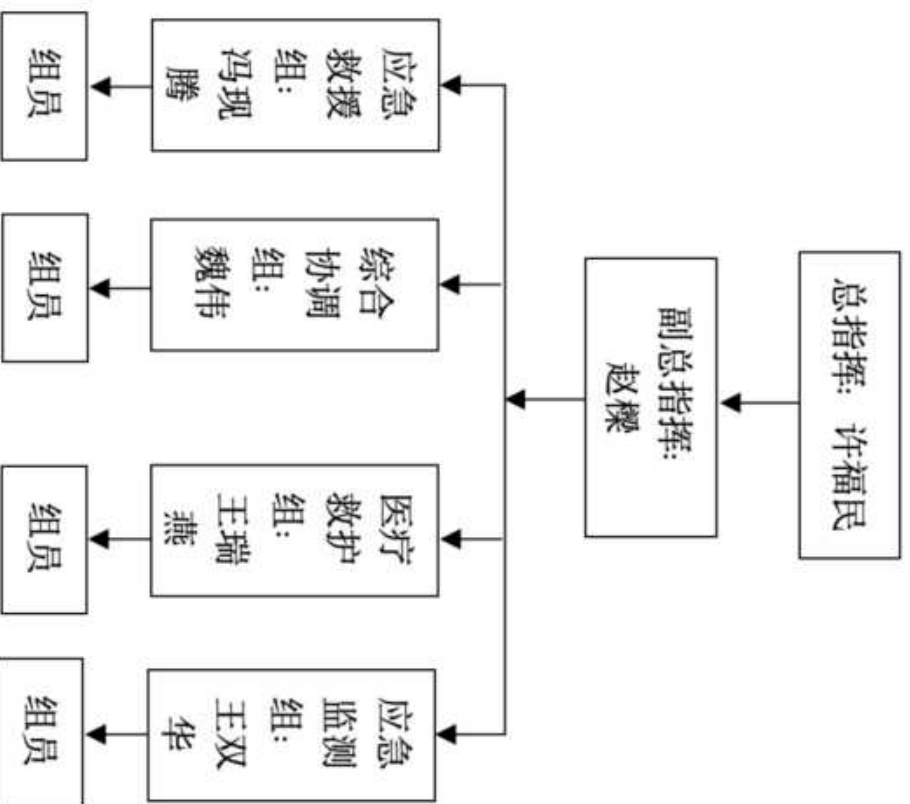 总指挥： 许福民
副总指挥：
赵樑
应急
救援
组：
冯现
腾
综合
协调
组：
魏伟
医疗
救护
组：
王瑞
燕
应急
监测
组：
王双
华
组员
组员
组员
组员